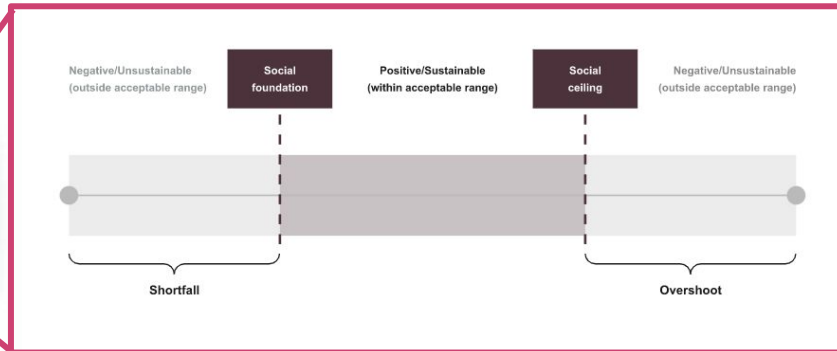 Negative/Unsustainable
(outside acceptable range)
Social
foundation
Positive/Sustainable
(within acceptable range)
Social
ceiling
Negative/Unsustainable
(outside acceptable range)
Shortfall
Overshoot